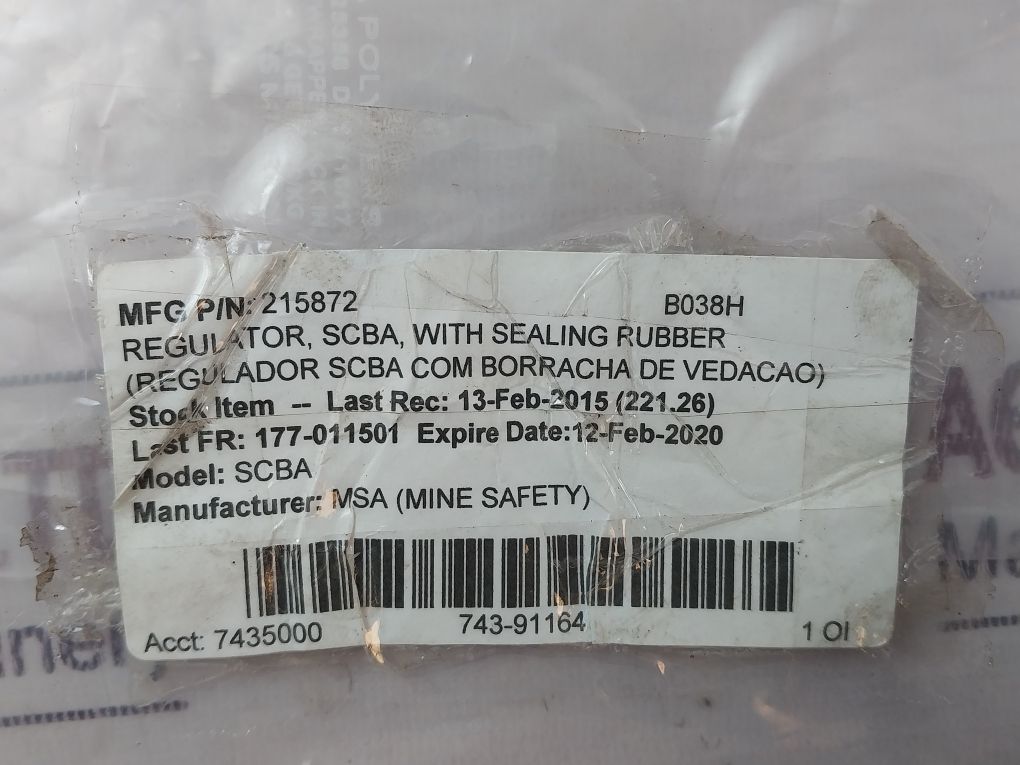 MFG P/N: 215872 B038H
REGULATOR, SCBA, WITH SEALING RUBBER
(REGULADOR SCBA COM BORRACHA DE VEDACAO)
Stock Item -- Last Rec: 13-Feb-2015 (221.26)
Last FR: 177-011501 Expire Date:12-Feb-2020
Model: SCBA
Manufacturer: MSA (MINE SAFETY)
743-91164
Acct: 7435000 1 OI